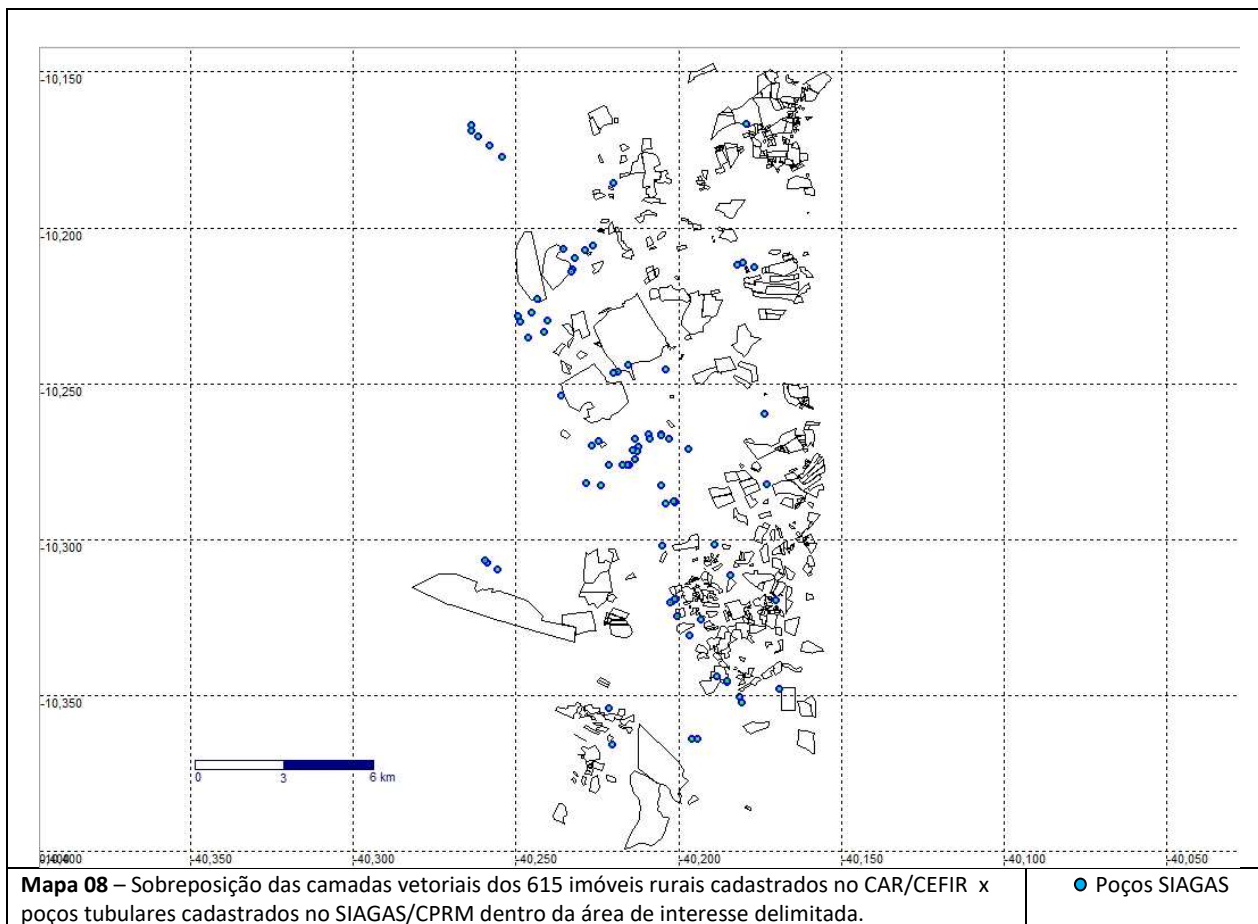 -10,150
-10,200
-10,250
-10,300
-10,350
0 3 6 km
-40,350 -40,300 -40,250 -40,200 -40,150 -40,100 -40,050
Mapa 08 – Sobreposição das camadas vetoriais dos 615 imóveis rurais cadastrados no CAR/CEFIR x
poços tubulares cadastrados no SIAGAS/CPRM dentro da área de interesse delimitada.
Poços SIAGAS